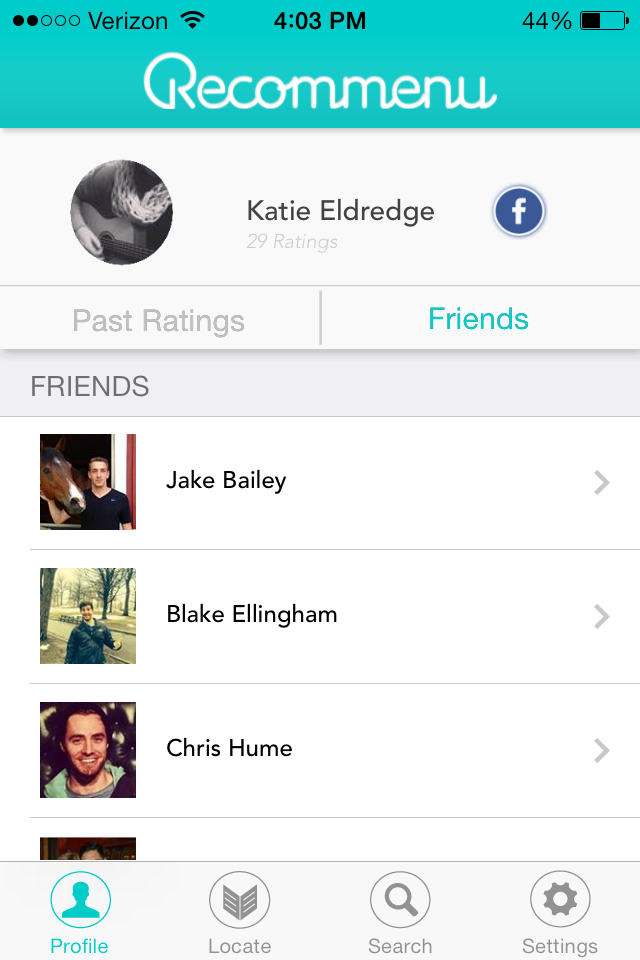 Verizon 4:03 PM 44%
Recommenu
Katie Eldredge
29 Ratings
Past Ratings Friends
FRIENDS
Jake Bailey
Blake Ellingham
Chris Hume
Profile Locate Search Settings